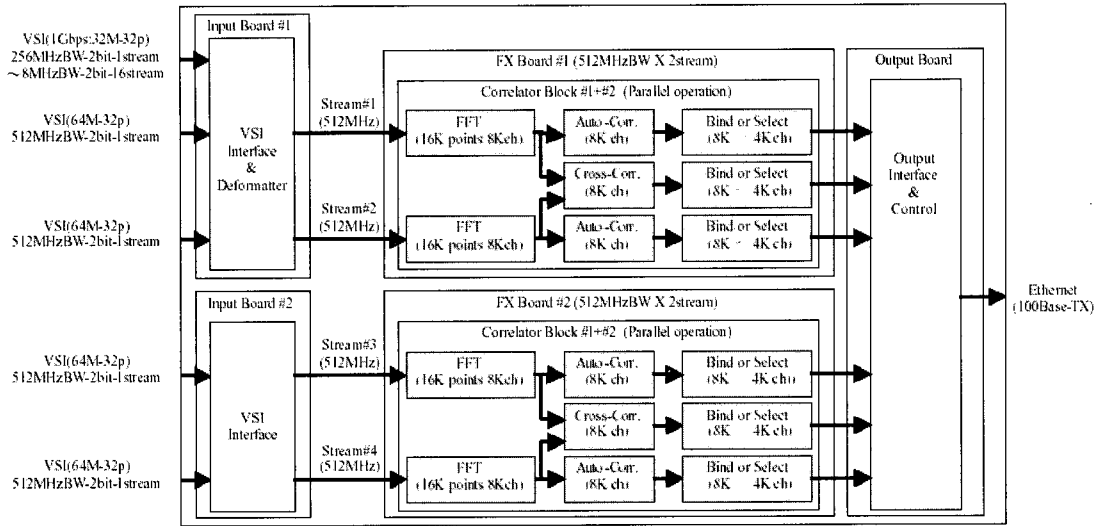 Input Board #1
VSI(1Gbps:32M-32p)
256MHzBW-2bit-1stream
~8MHzBW-2bit-16stream
VSI(64M-32p)
512MHzBW-2bit-1stream
VSI(64M-32p)
512MHzBW-2bit-1stream
VSI
Interface
&
Deformatter
Stream#1
(512MHz)
Stream#2
(512MHz)
FX Board #1 (512MHzBW X 2stream)
Correlator Block #1+#2 (Parallel operation)
FFT
(16K points 8Kch)
Auto-Corr.
(8K ch)
Bind or Select
(8K ~ 4K ch)
Cross-Corr.
(8K ch)
Bind or Select
(8K ~ 4K ch)
FFT
(16K points 8Kch)
Auto-Corr.
(8K ch)
Bind or Select
(8K ~ 4K ch)
Output Board
Output
Interface
&
Control
Ethernet
(100Base-TX)
Input Board #2
VSI(64M-32p)
512MHzBW-2bit-1stream
VSI(64M-32p)
512MHzBW-2bit-1stream
VSI
Interface
Stream#3
(512MHz)
Stream#4
(512MHz)
FX Board #2 (512MHzBW X 2stream)
Correlator Block #1+#2 (Parallel operation)
FFT
(16K points 8Kch)
Auto-Corr.
(8K ch)
Bind or Select
(8K 4K ch)
Cross-Corr.
(8K ch)
Bind or Select
(8K 4K ch)
FFT
(16K points 8Kch)
Auto-Corr.
(8K ch)
Bind or Select
(8K 4K ch)